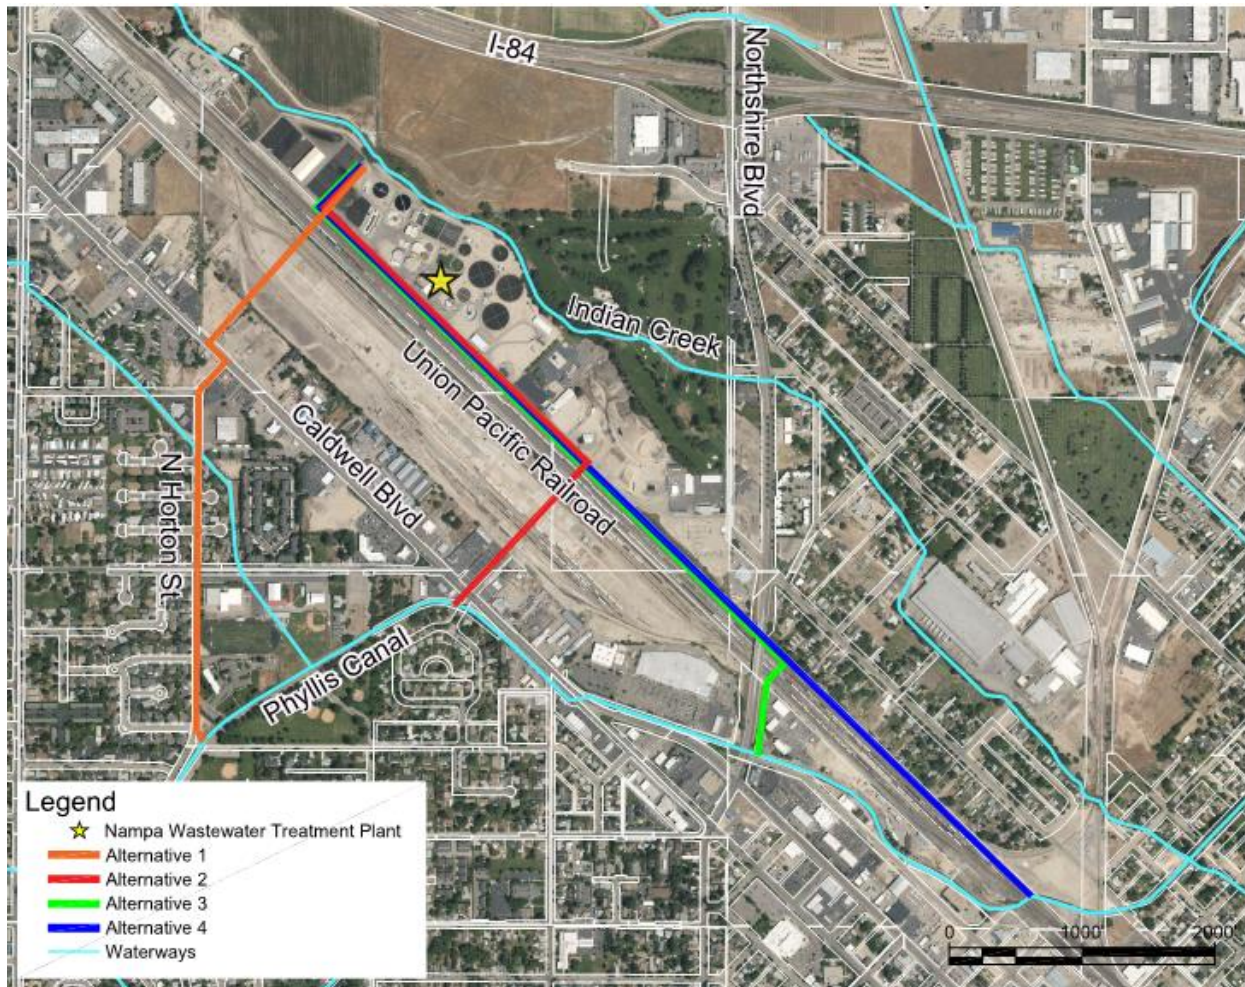 I-84
Northshire Blvd
Indian Creek
Union Pacific Railroad
Caldwell Blvd
N Horton St.
Phyllis Canal
Legend
Nampa Wastewater Treatment Plant
Alternative 1
Alternative 2
Alternative 3
Alternative 4
Waterways
0 1000' 2000'